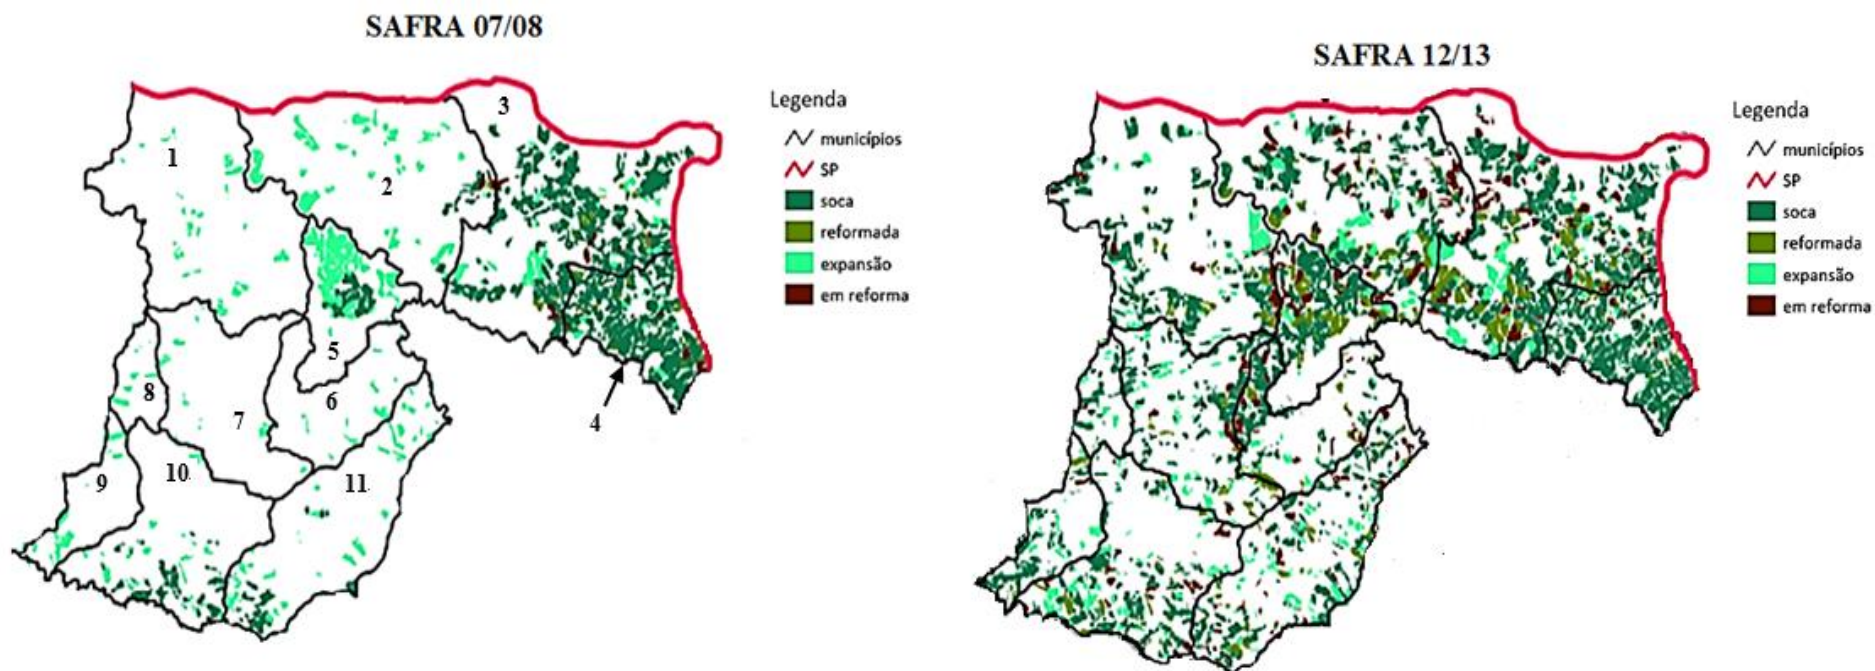 SAFRA 07/08
Legenda
municípios
SP
soca
reformada
expansão
em reforma
1
2
3
4
5
6
7
8
9
10
11
SAFRA 12/13
Legenda
municípios
SP
soca
reformada
expansão
em reforma